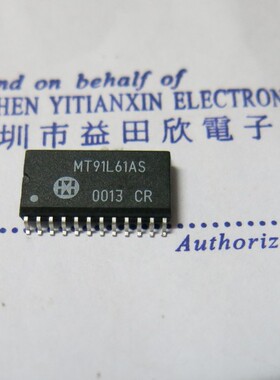 nd on behalf of
HEN YITIANXIN ELECTRON
圳市益田欣電子
MT91L61AS
0013 CR
Authoriz